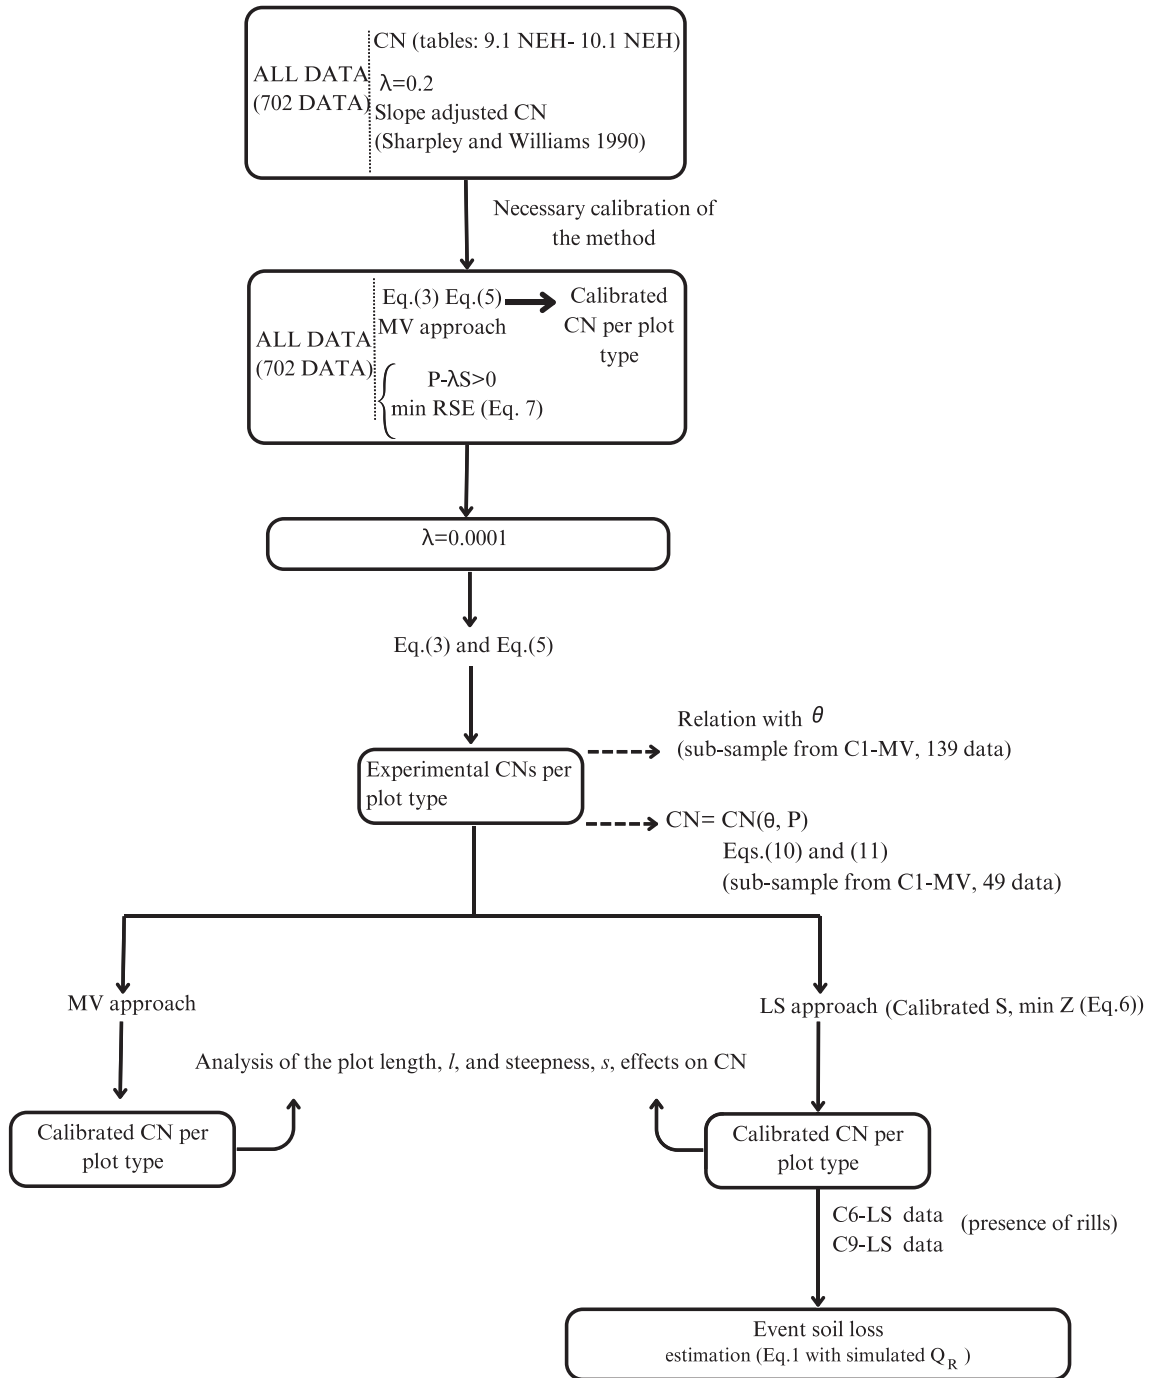 CN (tables: 9.1 NEH- 10.1 NEH)
ALL DATA
(702 DATA)
λ=0.2
Slope adjusted CN
(Sharpley and Williams 1990)
Necessary calibration of
the method
ALL DATA
(702 DATA)
Eq.(3) Eq.(5)
MV approach
Calibrated
CN per plot
type
P-λS>0
min RSE (Eq. 7)
λ=0.0001
Eq.(3) and Eq.(5)
Experimental CNs per
plot type
Relation with θ
(sub-sample from C1-MV, 139 data)
CN= CN(θ, P)
Eqs.(10) and (11)
(sub-sample from C1-MV, 49 data)
MV approach
LS approach (Calibrated S, min Z (Eq.6))
Analysis of the plot length, l, and steepness, s, effects on CN
Calibrated CN per
plot type
Calibrated CN per
plot type
C6-LS data
C9-LS data
(presence of rills)
Event soil loss
estimation (Eq.1 with simulated QR )